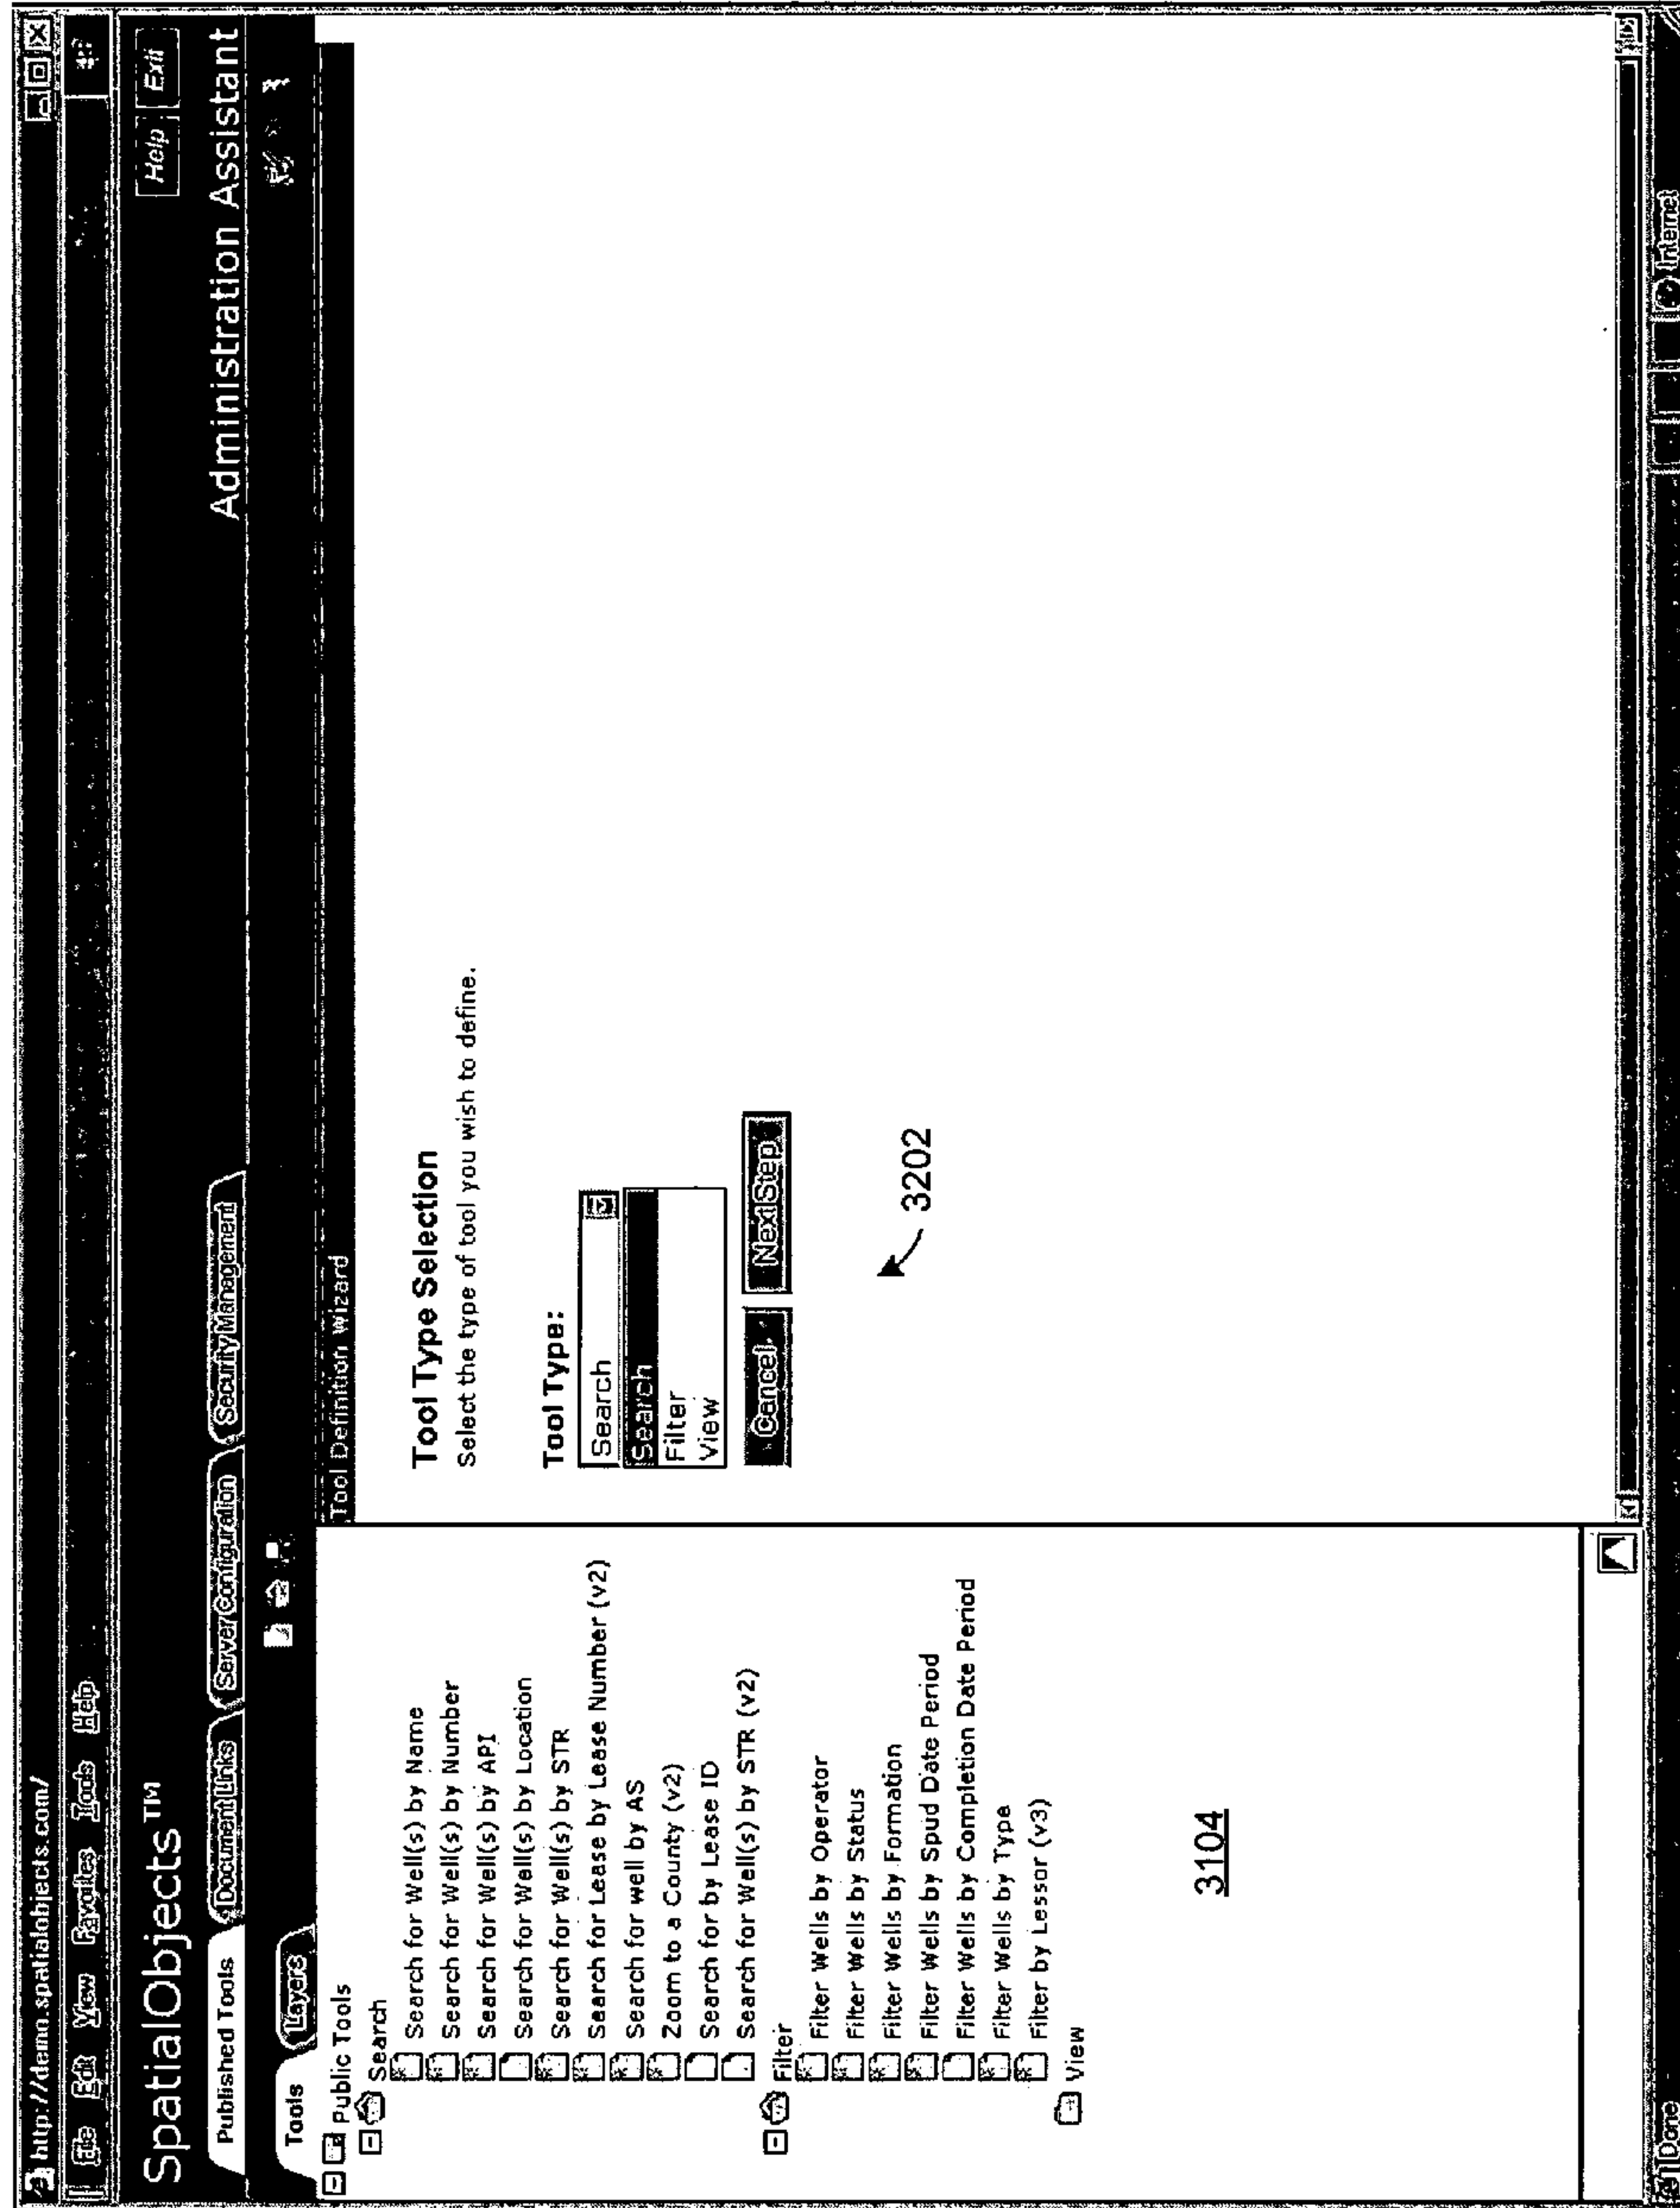 http://demo.spatialobjects.com/
File Edit View Favorites Tools Help
SpatialObjects™
Help Exit
Published Tools Document Links Server Configuration Security Management
Administration Assistant
Tools Layers
Public Tools
Search
Search for Well(s) by Name
Search for Well(s) by Number
Search for Well(s) by API
Search for Well(s) by Location
Search for Well(s) by STR
Search for Lease by Lease Number (v2)
Search for well by AS
Zoom to a County (v2)
Search for by Lease ID
Search for Well(s) by STR (v2)
Filter
Filter Wells by Operator
Filter Wells by Status
Filter Wells by Formation
Filter Wells by Spud Date Period
Filter Wells by Completion Date Period
Filter Wells by Type
Filter by Lessor (v3)
View
3104
Tool Definition Wizard
Tool Type Selection
Select the type of tool you wish to define.
Tool Type:
Search
Search
Filter
View
Cancel Next Step
3202
Done
Internet